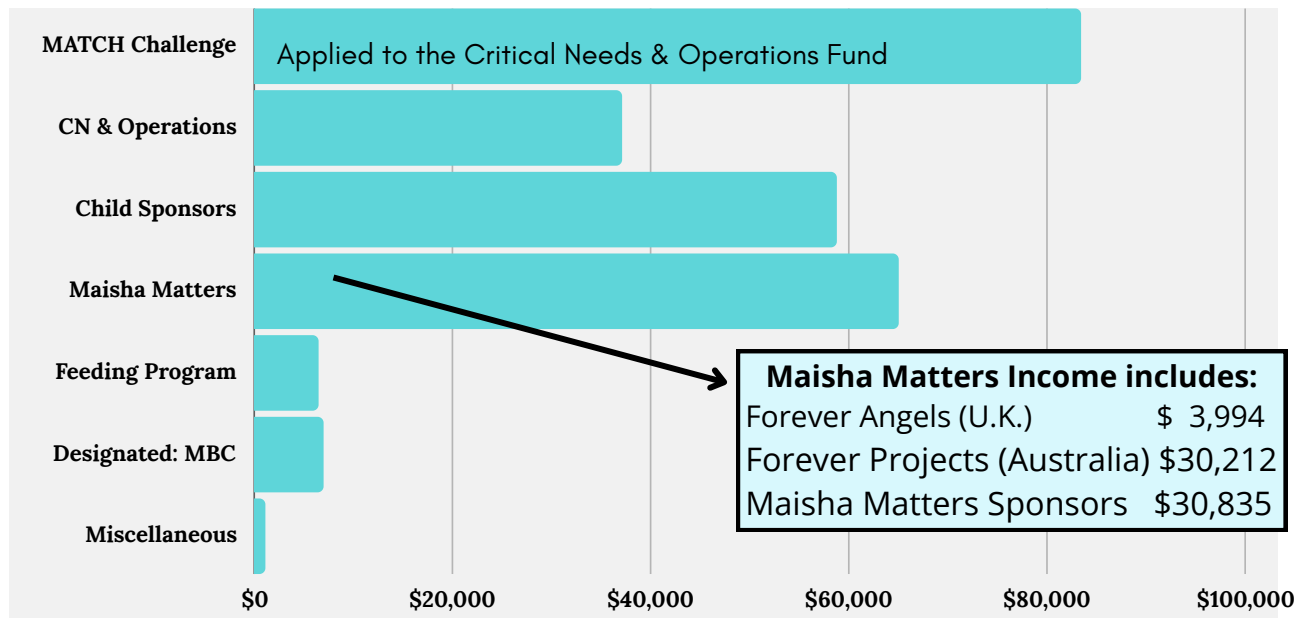 MATCH Challenge
Applied to the Critical Needs & Operations Fund
CN & Operations
Child Sponsors
Maisha Matters
Feeding Program
Designated: MBC
Miscellaneous
Maisha Matters Income includes:
Forever Angels (U.K.) $ 3,994
Forever Projects (Australia) $30,212
Maisha Matters Sponsors $30,835
$0 $20,000 $40,000 $60,000 $80,000 $100,000